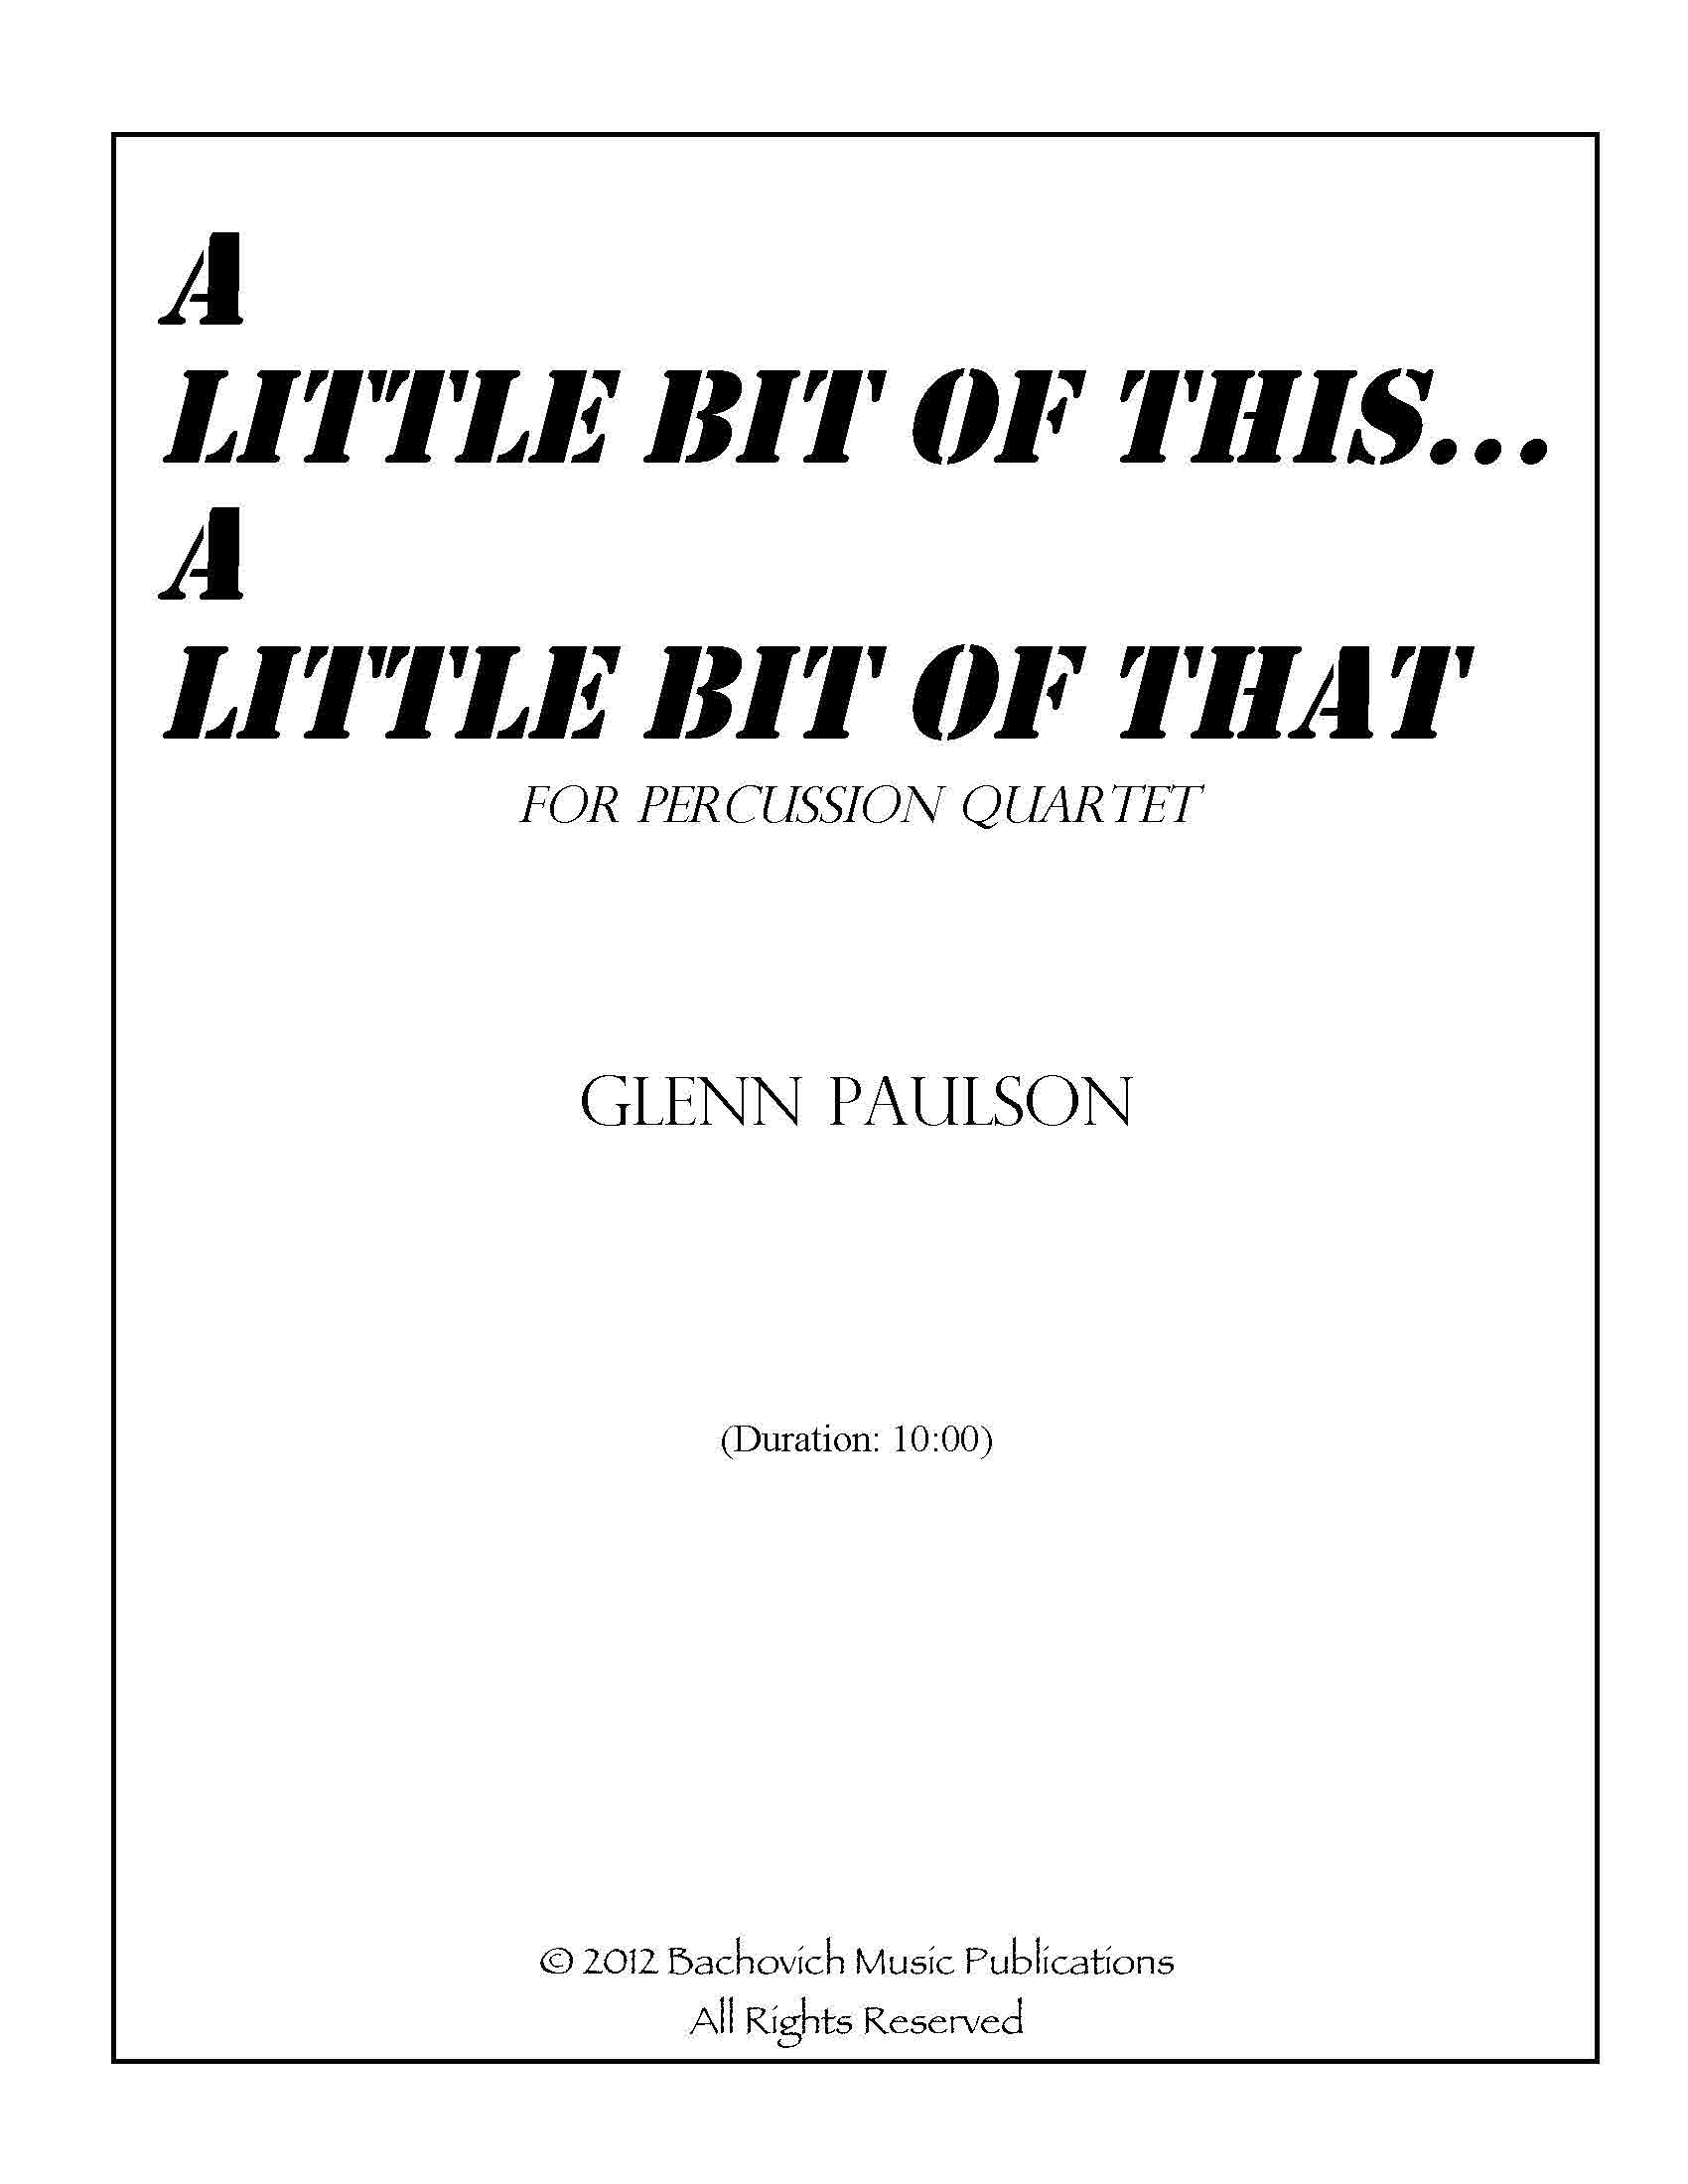 A
LITTLE BIT OF THIS...
A
LITTLE BIT OF THAT
FOR PERCUSSION QUARTET
GLENN PAULSON
(Duration: 10:00)
© 2012 Bachovich Music Publications
All Rights Reserved